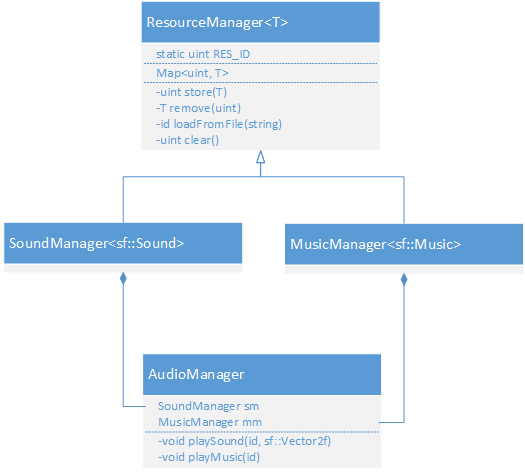 ResourceManager<T>
static uint RES_ID
Map<uint, T>
-uint store(T)
-T remove(uint)
-id loadFromFile(string)
-uint clear()
SoundManager<sf::Sound>
MusicManager<sf::Music>
AudioManager
SoundManager sm
MusicManager mm
-void playSound(id, sf::Vector2f)
-void playMusic(id)